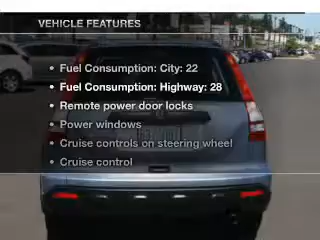 VEHICLE FEATURES
• Fuel Consumption: City: 22
• Fuel Consumption: Highway: 28
• Remote power door locks
• Power windows
• Cruise controls on steering wheel
• Cruise control